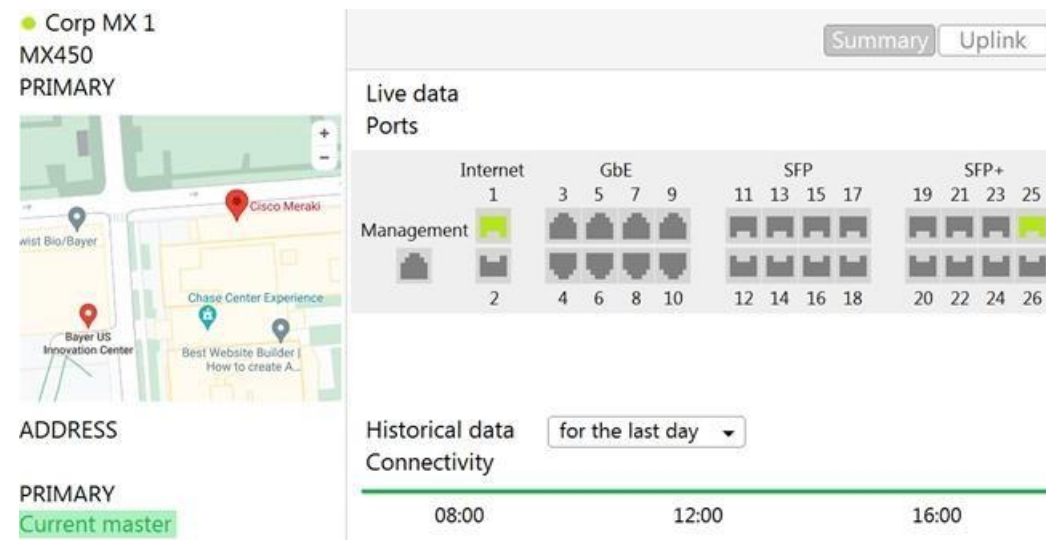 Corp MX 1
MX450
PRIMARY
+
−
Cisco Meraki
wist Bio/Bayer
Chase Center Experience
Bayer US
Innovation Center
Best Website Builder |
How to create A...
ADDRESS
PRIMARY
Current master
Summary Uplink
Live data
Ports
Internet GbE SFP SFP+
1 3 5 7 9 11 13 15 17 19 21 23 25
Management
2 4 6 8 10 12 14 16 18 20 22 24 26
Historical data for the last day
Connectivity
08:00 12:00 16:00